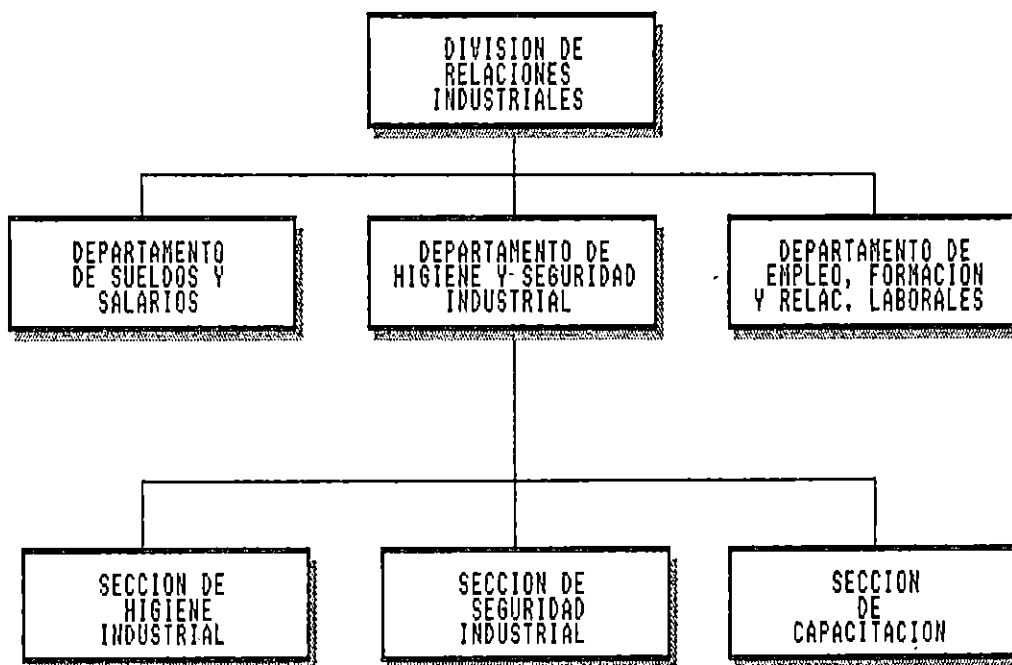 DIVISION DE
RELACIONES
INDUSTRIALES
DEPARTAMENTO
DE SUELDOS Y
SALARIOS
DEPARTAMENTO DE
HIGIENE Y SEGURIDAD
INDUSTRIAL
DEPARTAMENTO DE
EMPLEO, FORMACION
Y RELAC. LABORALES
SECCION DE
HIGIENE
INDUSTRIAL
SECCION DE
SEGURIDAD
INDUSTRIAL
SECCION
DE
CAPACITACION